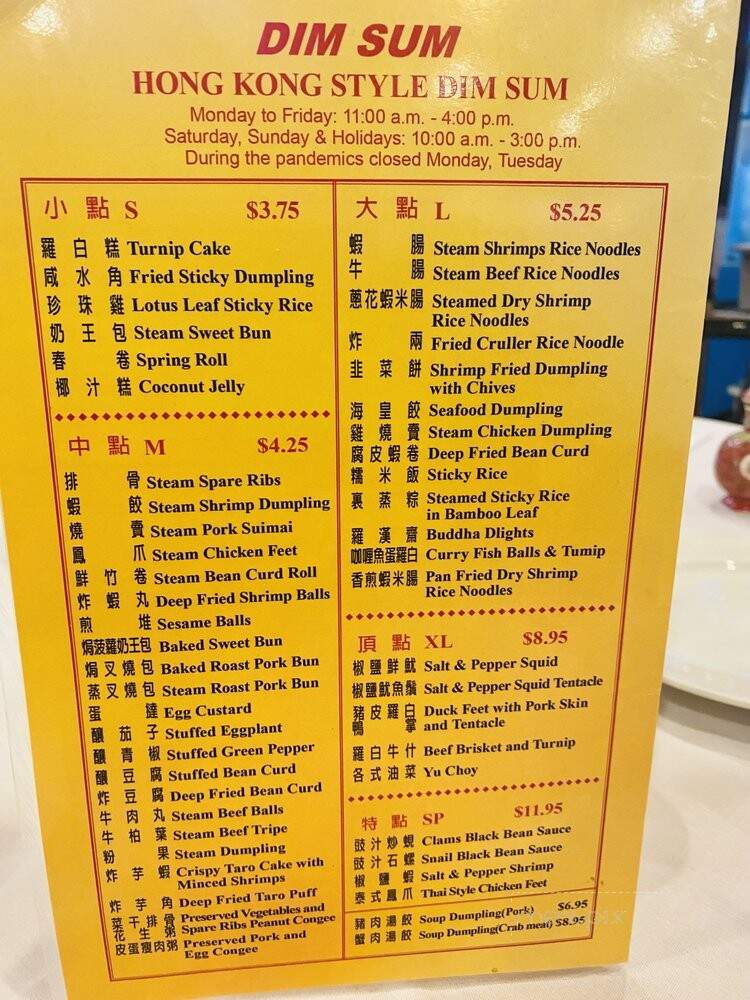 DIM SUM
HONG KONG STYLE DIM SUM
Monday to Friday: 11:00 a.m. - 4:00 p.m.
Saturday, Sunday & Holidays: 10:00 a.m. - 3:00 p.m.
During the pandemics closed Monday, Tuesday
小 點 S $3.75
羅白糕 Turnip Cake
咸水角 Fried Sticky Dumpling
珍珠雞 Lotus Leaf Sticky Rice
奶王包 Steam Sweet Bun
春卷 Spring Roll
椰汁糕 Coconut Jelly
中 點 M $4.25
排骨 Steam Spare Ribs
蝦餃 Steam Shrimp Dumpling
燒賣 Steam Pork Suimai
鳳爪 Steam Chicken Feet
鮮竹卷 Steam Bean Curd Roll
炸蝦丸 Deep Fried Shrimp Balls
煎堆 Sesame Balls
焗菠蘿奶王包 Baked Sweet Bun
焗叉燒包 Baked Roast Pork Bun
蒸叉燒包 Steam Roast Pork Bun
蛋撻 Egg Custard
釀茄子 Stuffed Eggplant
釀青椒 Stuffed Green Pepper
釀豆腐 Stuffed Bean Curd
炸豆腐 Deep Fried Bean Curd
牛肉丸 Steam Beef Balls
牛柏葉 Steam Beef Tripe
粉果 Steam Dumpling
炸芋蝦 Crispy Taro Cake with
Minced Shrimps
炸芋角 Deep Fried Taro Puff
菜干排骨 Preserved Vegetables and
花生粥 Spare Ribs Peanut Congee
皮蛋瘦肉粥 Preserved Pork and
Egg Congee
大 點 L $5.25
蝦腸 Steam Shrimps Rice Noodles
牛腸 Steam Beef Rice Noodles
蔥花蝦米腸 Steamed Dry Shrimp
Rice Noodles
炸兩 Fried Cruller Rice Noodle
韭菜餅 Shrimp Fried Dumpling
with Chives
海皇餃 Seafood Dumpling
雞燒賣 Steam Chicken Dumpling
腐皮蝦卷 Deep Fried Bean Curd
糯米飯 Sticky Rice
裹蒸粽 Steamed Sticky Rice
in Bamboo Leaf
羅漢齋 Buddha Dlights
咖喱魚蛋羅白 Curry Fish Balls & Tumip
香煎蝦米腸 Pan Fried Dry Shrimp
Rice Noodles
頂 點 XL $8.95
椒鹽鮮魷 Salt & Pepper Squid
椒鹽魷魚鬚 Salt & Pepper Squid Tentacle
豬皮羅白 Duck Feet with Pork Skin
鴨掌 and Tentacle
羅白牛什 Beef Brisket and Turnip
各式油菜 Yu Choy
特 點 SP $11.95
豉汁炒蜆 Clams Black Bean Sauce
豉汁石螺 Snail Black Bean Sauce
椒鹽蝦 Salt & Pepper Shrimp
泰式鳳爪 Thai Style Chicken Feet
豬肉湯餃 Soup Dumpling(Pork) $6.95
蟹肉湯餃 Soup Dumpling(Crab meat) $8.95